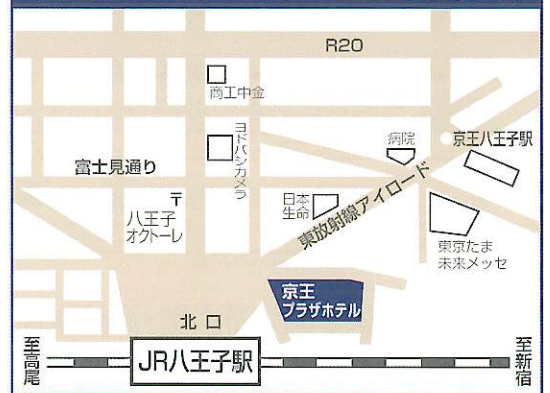 R20
商工中金
ヨドバシカメラ
病院
京王八王子駅
富士見通り
〒
八王子
オクトーレ
日本
生命
東放射線アイロード
東京たま
未来メッセ
京王
プラザホテル
北口
至高尾
JR八王子駅
至新宿